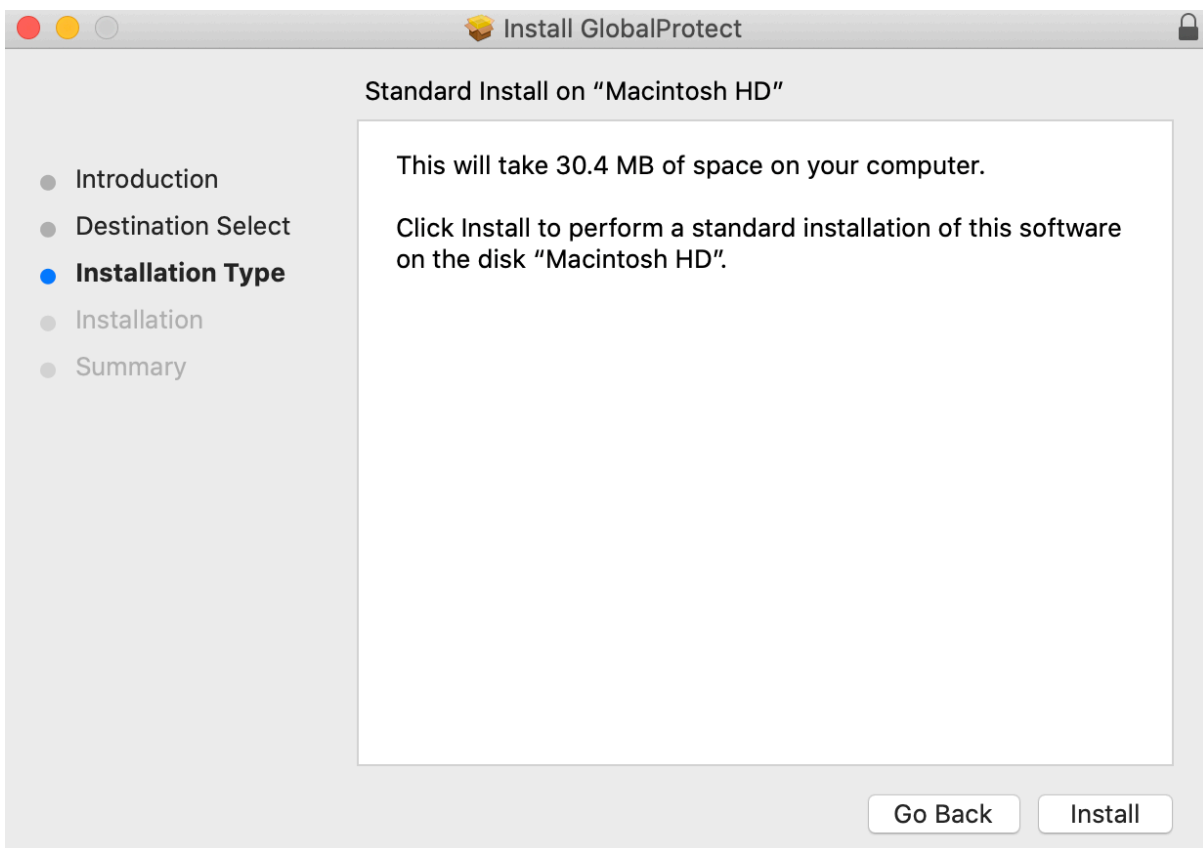 Install GlobalProtect
Standard Install on “Macintosh HD”
Introduction
Destination Select
Installation Type
Installation
Summary
This will take 30.4 MB of space on your computer.
Click Install to perform a standard installation of this software
on the disk “Macintosh HD”.
Go Back
Install